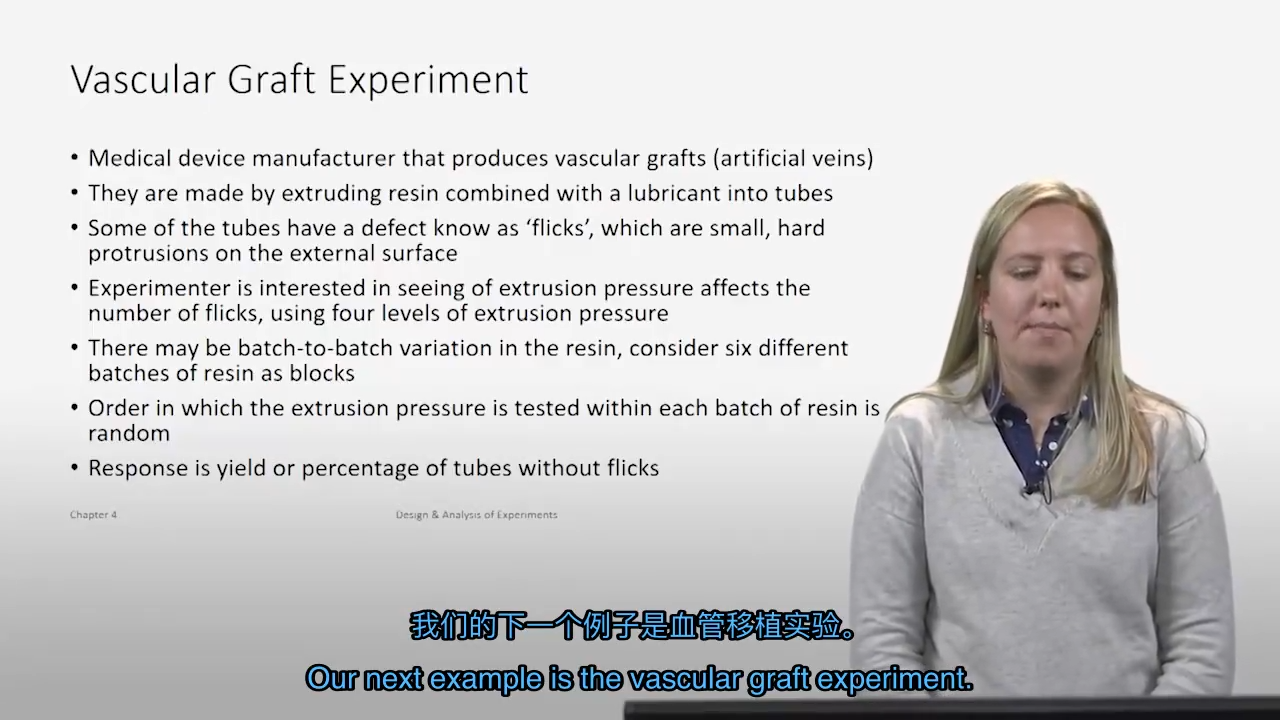 Vascular Graft Experiment
• Medical device manufacturer that produces vascular grafts (artificial veins)
• They are made by extruding resin combined with a lubricant into tubes
• Some of the tubes have a defect know as ‘flicks’, which are small, hard
protrusions on the external surface
• Experimenter is interested in seeing of extrusion pressure affects the
number of flicks, using four levels of extrusion pressure
• There may be batch-to-batch variation in the resin, consider six different
batches of resin as blocks
• Order in which the extrusion pressure is tested within each batch of resin is
random
• Response is yield or percentage of tubes without flicks
Chapter 4
Design & Analysis of Experiments
我们的下一个例子是血管移植实验。
Our next example is the vascular graft experiment.